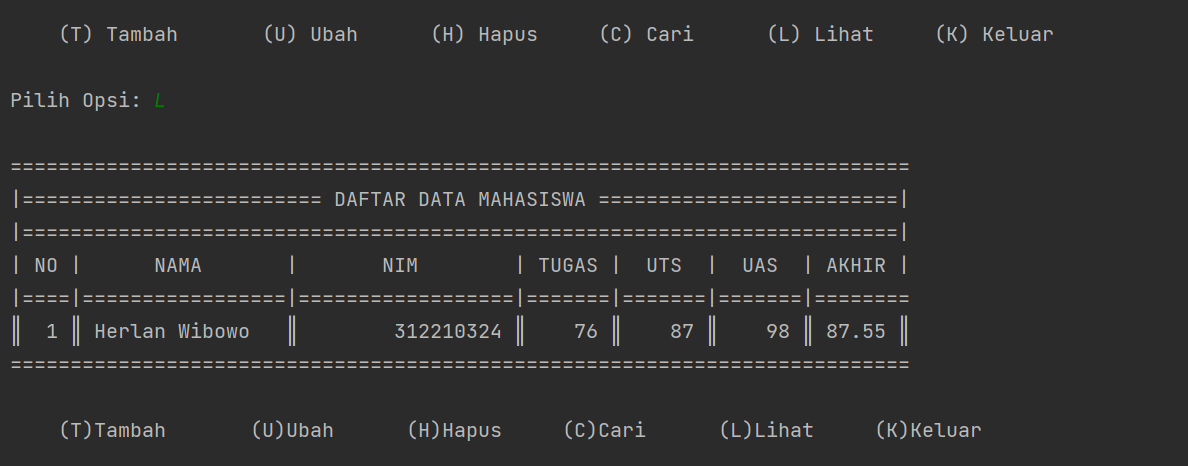 (T) Tambah       (U) Ubah      (H) Hapus     (C) Cari      (L) Lihat     (K) Keluar
Pilih Opsi: L
===========================================================================
|========================= DAFTAR DATA MAHASISWA =========================|
|=========================================================================|
| NO |      NAMA       |       NIM        | TUGAS |  UTS  |  UAS  | AKHIR |
|====|=================|==================|=======|=======|=======|========
║  1 ║ Herlan Wibowo   ║        312210324 ║    76 ║    87 ║    98 ║ 87.55 ║
===========================================================================
(T)Tambah       (U)Ubah      (H)Hapus     (C)Cari      (L)Lihat     (K)Keluar